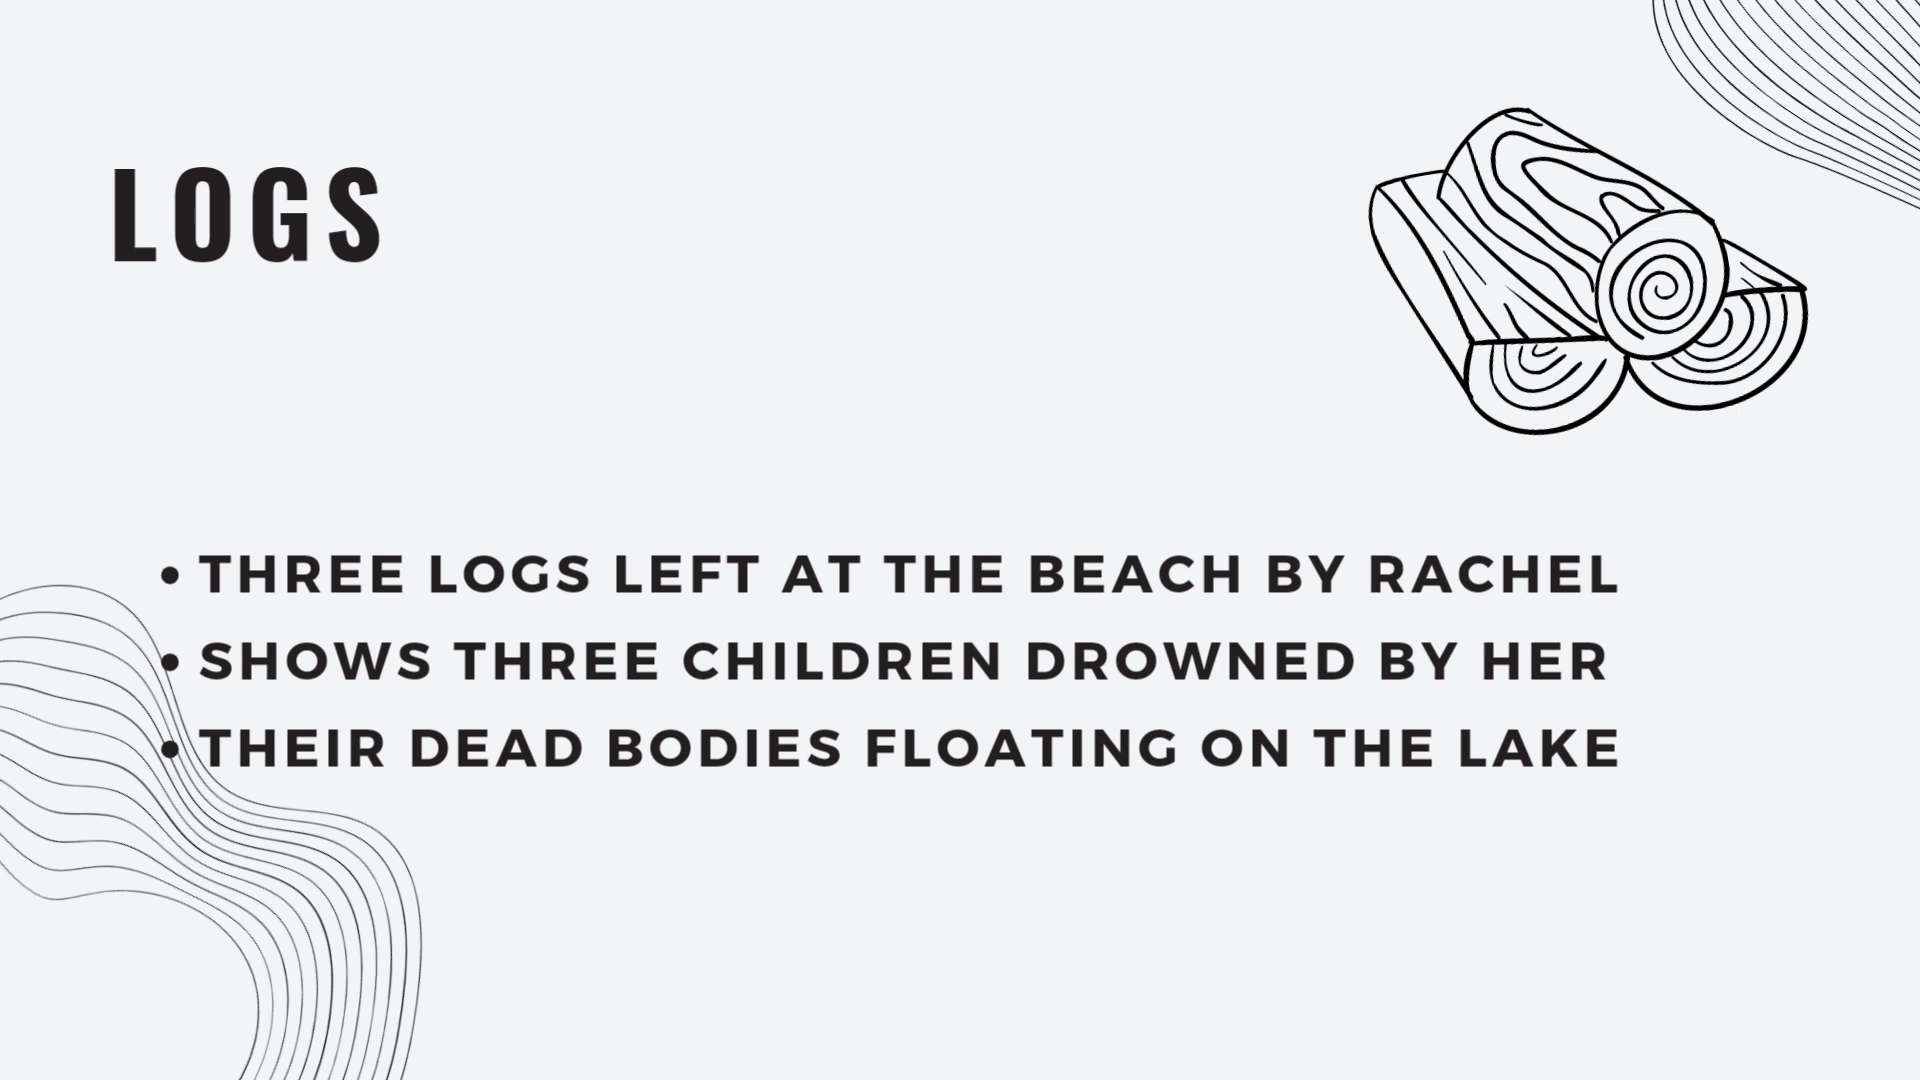 LOGS
• THREE LOGS LEFT AT THE BEACH BY RACHEL
• SHOWS THREE CHILDREN DROWNED BY HER
• THEIR DEAD BODIES FLOATING ON THE LAKE